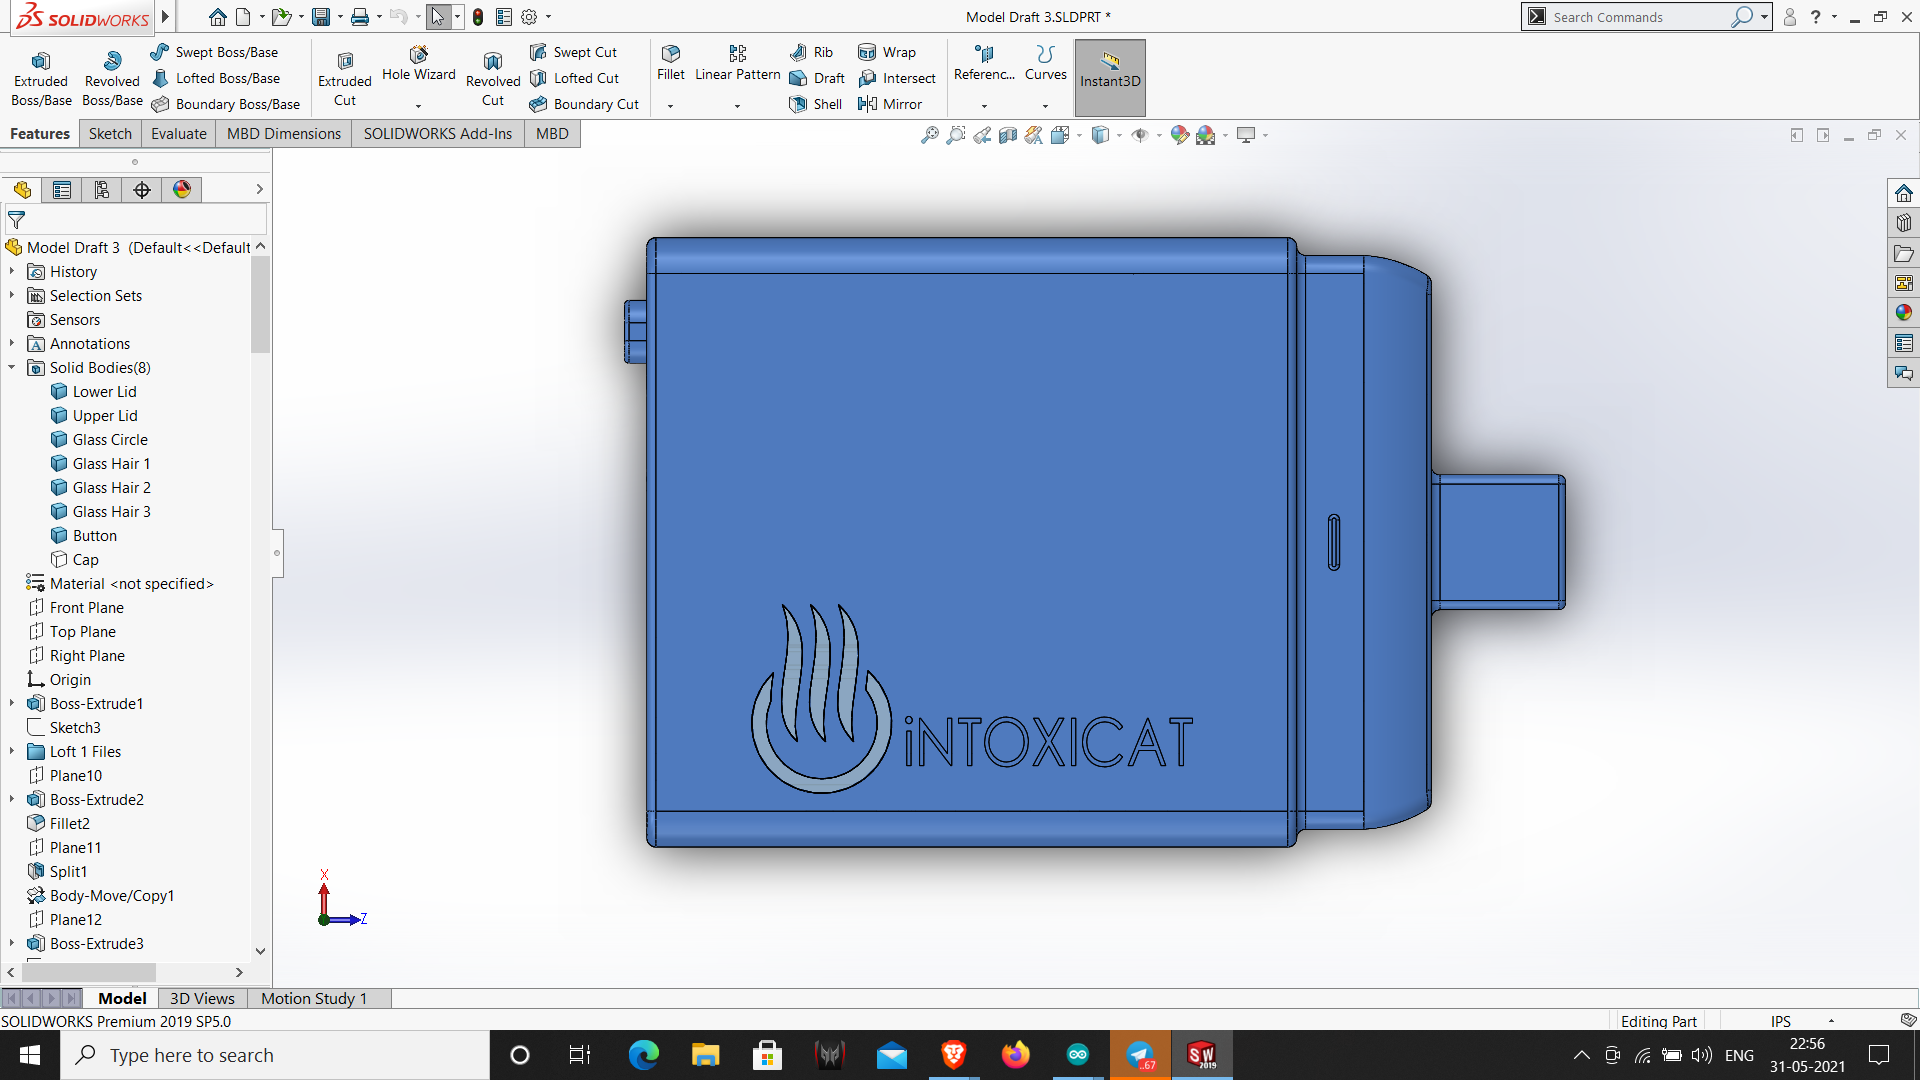 SOLIDWORKS
Model Draft 3.SLDPRT *
Search Commands
Extruded Boss/Base
Revolved Boss/Base
Swept Boss/Base
Lofted Boss/Base
Boundary Boss/Base
Extruded Cut
Hole Wizard
Revolved Cut
Swept Cut
Lofted Cut
Boundary Cut
Fillet
Linear Pattern
Rib
Draft
Shell
Wrap
Intersect
Mirror
Referenc...
Curves
Instant3D
Features
Sketch
Evaluate
MBD Dimensions
SOLIDWORKS Add-Ins
MBD
Model Draft 3 (Default<<Default
History
Selection Sets
Sensors
Annotations
Solid Bodies(8)
Lower Lid
Upper Lid
Glass Circle
Glass Hair 1
Glass Hair 2
Glass Hair 3
Button
Cap
Material <not specified>
Front Plane
Top Plane
Right Plane
Origin
Boss-Extrude1
Sketch3
Loft 1 Files
Plane10
Boss-Extrude2
Fillet2
Plane11
Split1
Body-Move/Copy1
Plane12
Boss-Extrude3
iNTOXICAT
X
Z
Model
3D Views
Motion Study 1
SOLIDWORKS Premium 2019 SP5.0
Editing Part
IPS
Type here to search
..67
SW
2019
ENG
22:56
31-05-2021